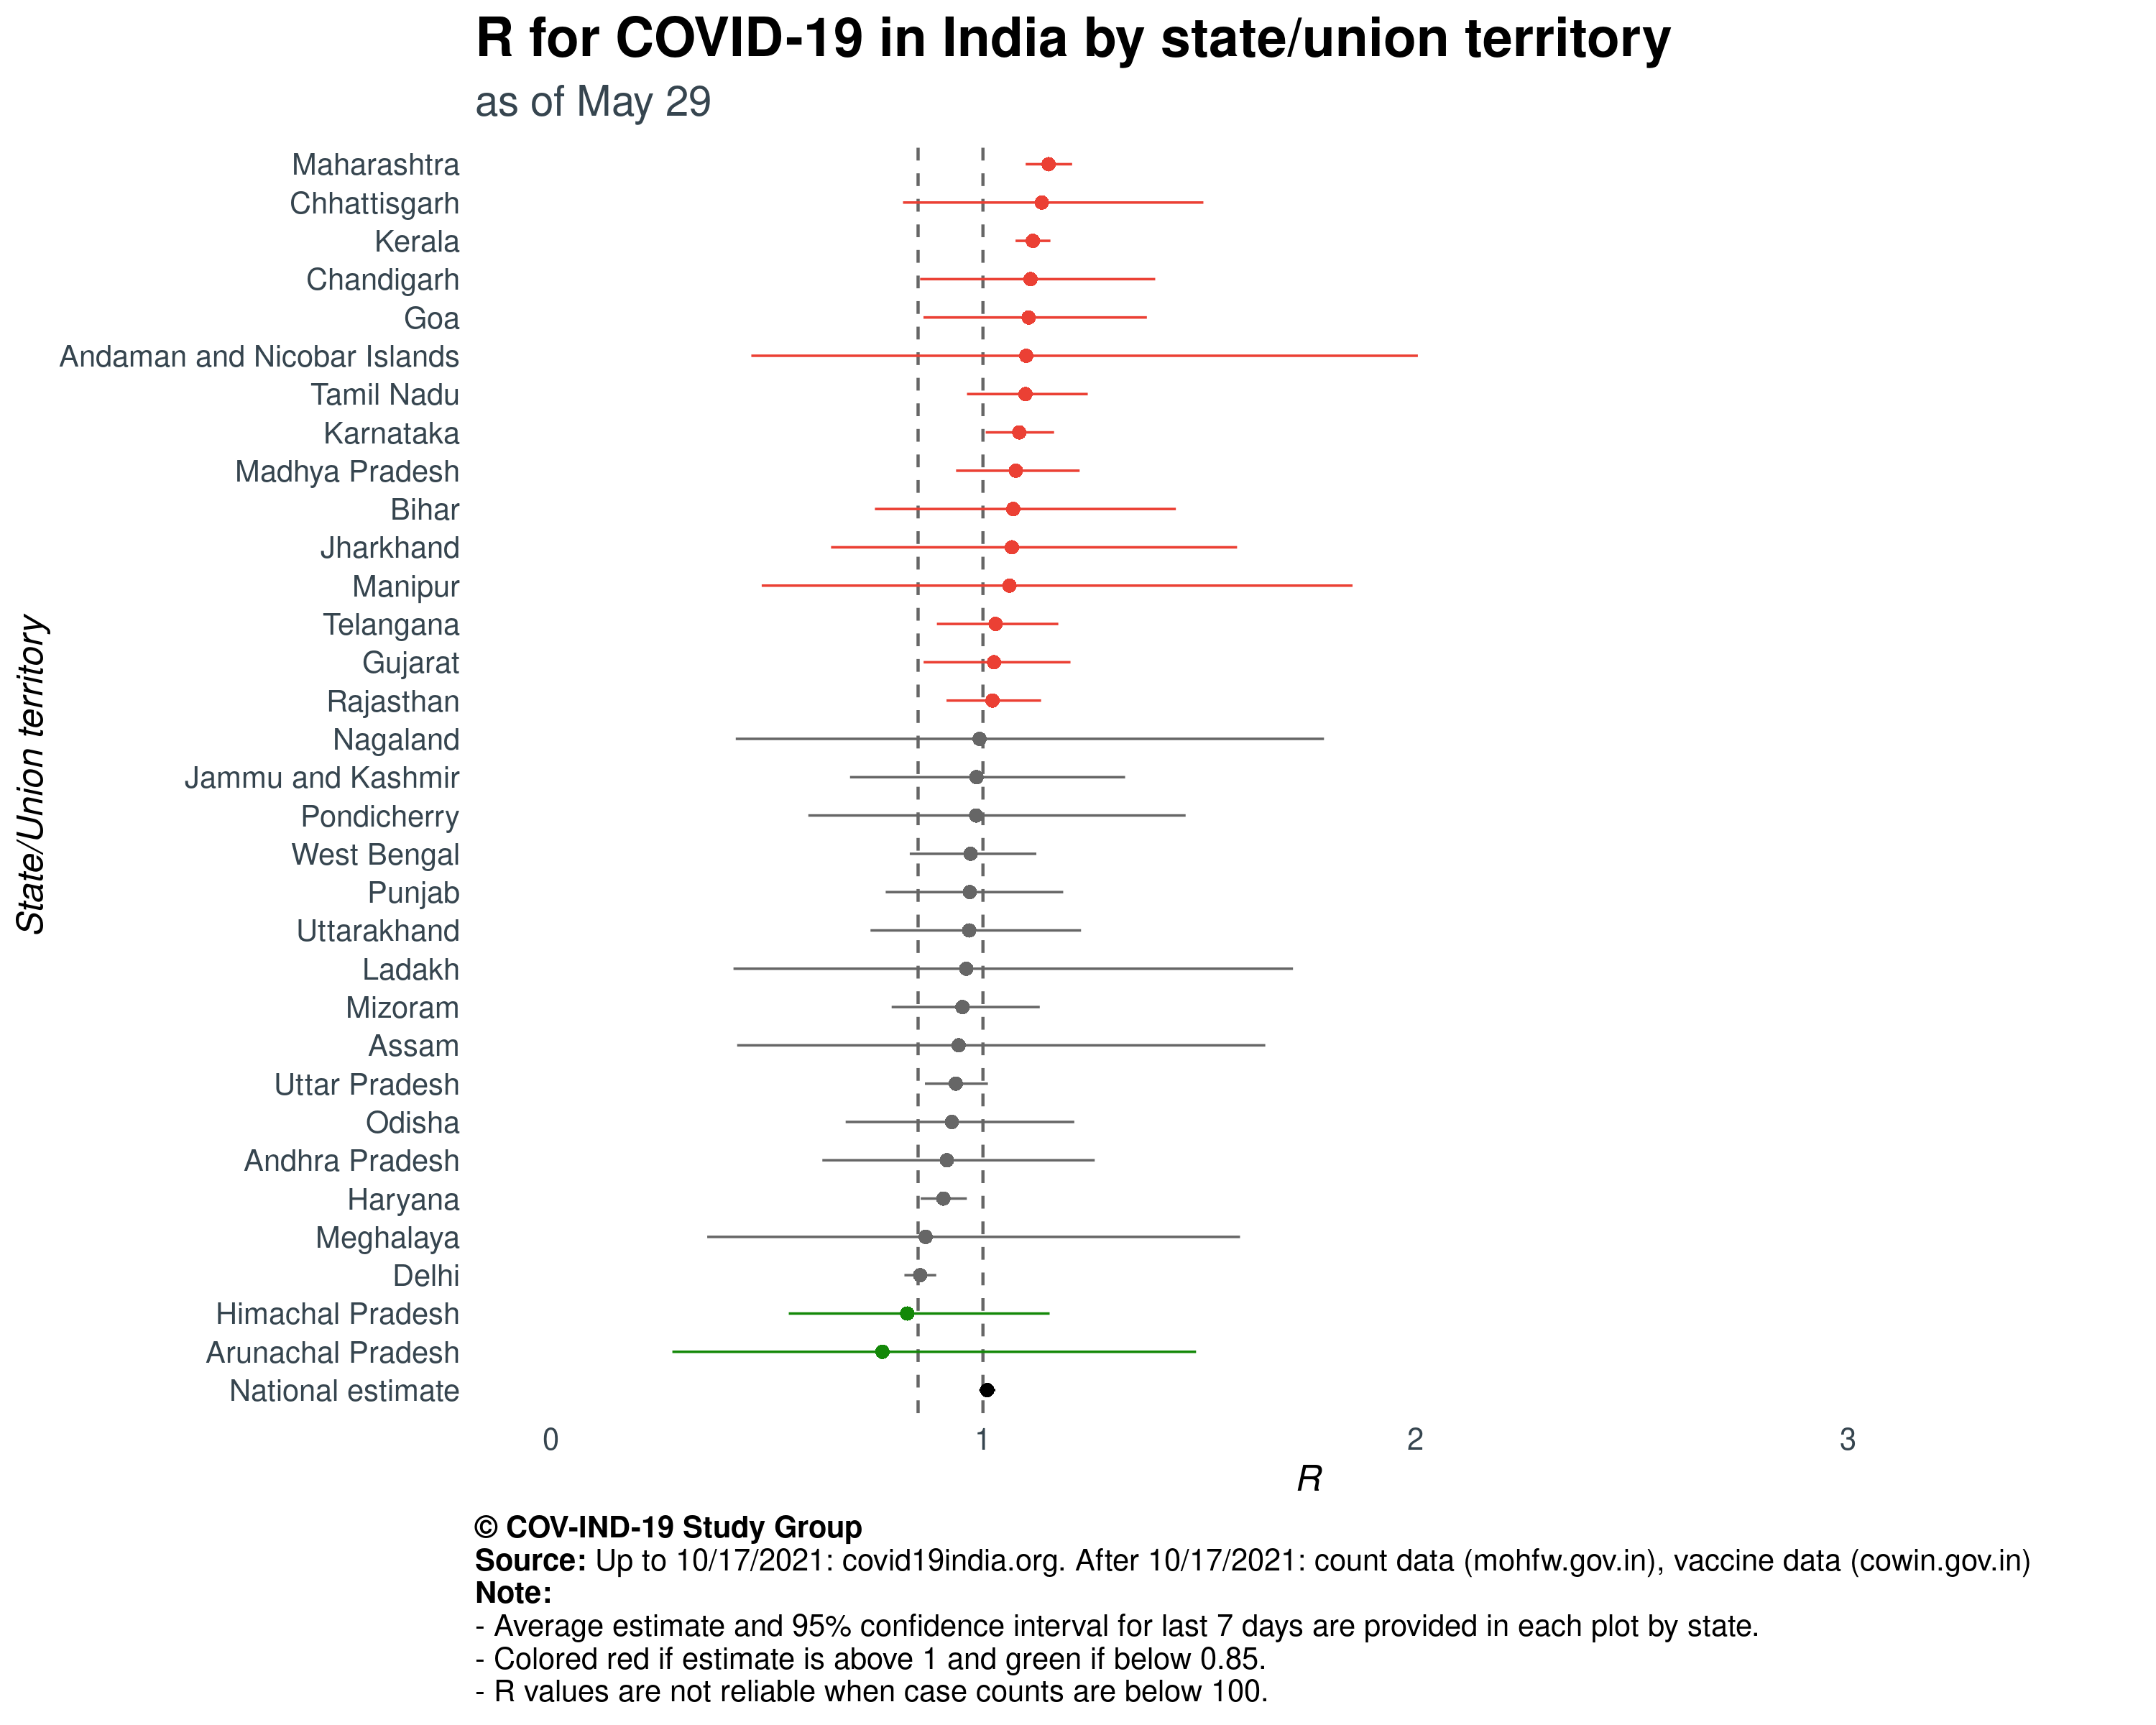 R for COVID-19 in India by state/union territory
as of May 29
State/Union territory
Maharashtra
Chhattisgarh
Kerala
Chandigarh
Goa
Andaman and Nicobar Islands
Tamil Nadu
Karnataka
Madhya Pradesh
Bihar
Jharkhand
Manipur
Telangana
Gujarat
Rajasthan
Nagaland
Jammu and Kashmir
Pondicherry
West Bengal
Punjab
Uttarakhand
Ladakh
Mizoram
Assam
Uttar Pradesh
Odisha
Andhra Pradesh
Haryana
Meghalaya
Delhi
Himachal Pradesh
Arunachal Pradesh
National estimate
0 1 2 3
R
© COV-IND-19 Study Group
Source: Up to 10/17/2021: covid19india.org. After 10/17/2021: count data (mohfw.gov.in), vaccine data (cowin.gov.in)
Note:
- Average estimate and 95% confidence interval for last 7 days are provided in each plot by state.
- Colored red if estimate is above 1 and green if below 0.85.
- R values are not reliable when case counts are below 100.